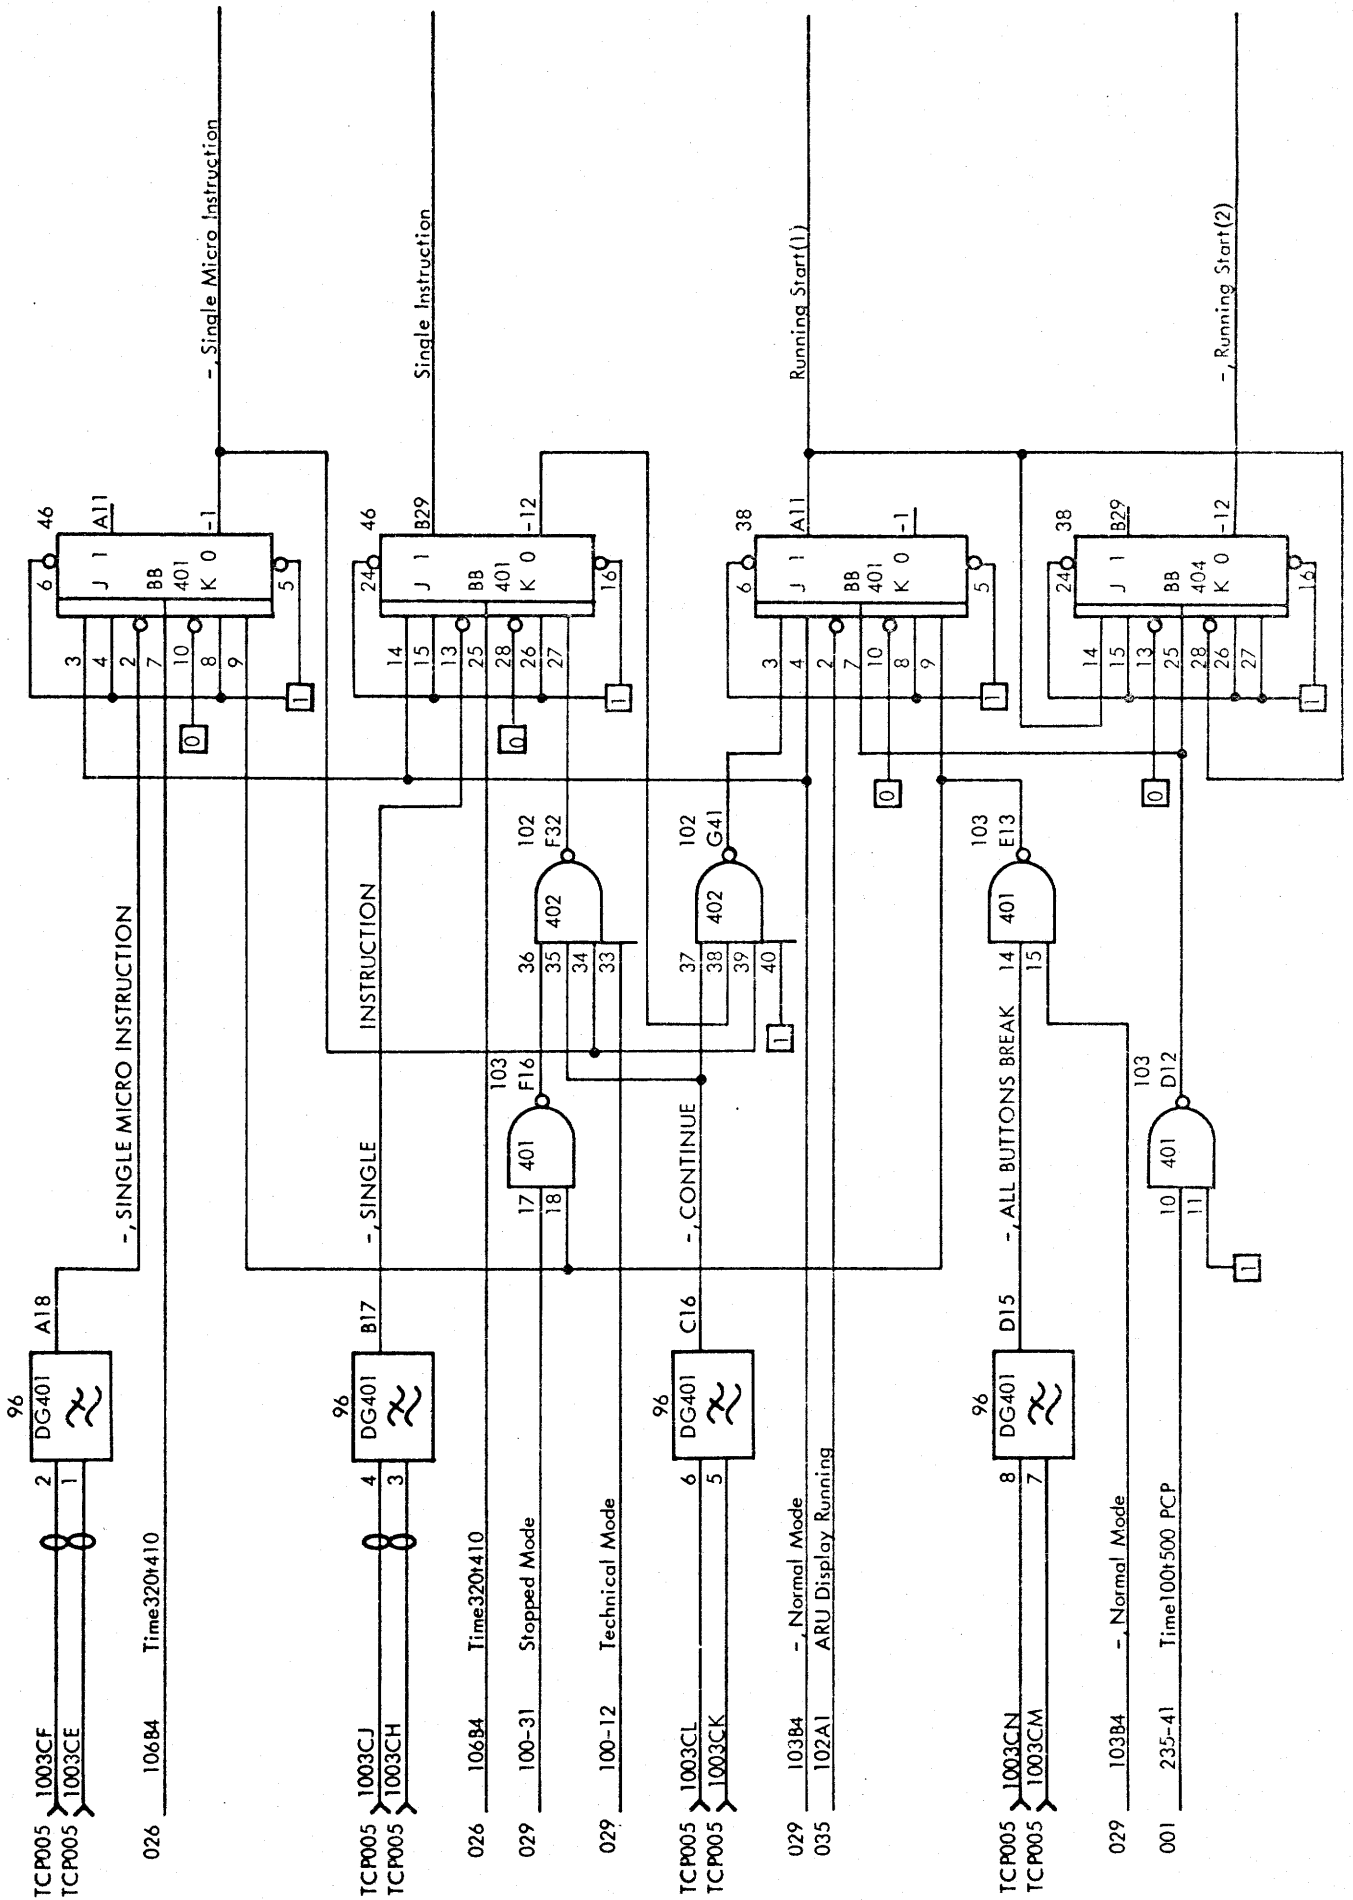 TCP005 1003CF 2 96 DG401 A18 -, SINGLE MICRO INSTRUCTION
TCP005 1003CE 1
026 106B4 Time320t410
3 4 2 7 10 8 9
6 J 1 BB 401 K 0 5
46 A11
-1 -, Single Micro Instruction
0
1
TCP005 1003CJ 4 96 DG401 B17 -, SINGLE INSTRUCTION
TCP005 1003CH 3
026 106B4 Time320t410
029 100-31 Stopped Mode 17 401 103 F16 36 402 102 F32
18 35
34
029 100-12 Technical Mode 33
14 15 13 25 28 26 27
24 J 1 BB 401 K 0 16
46 B29 Single Instruction
-12
0
1
TCP005 1003CL 6 96 DG401 C16 -, CONTINUE 37 402 102 G41
TCP005 1003CK 5 38
39
40
1
029 103B4 -, Normal Mode
035 102A1 ARU Display Running
3 4 2 7 10 8 9
6 J 1 BB 401 K 0 5
38 A11 Running Start(1)
-1
0
1
TCP005 1003CN 8 96 DG401 D15 -, ALL BUTTONS BREAK 14 401 103 E13
TCP005 1003CM 7 15
029 103B4 -, Normal Mode
001 235-41 Time100t500 PCP 10 401 103 D12
11
1
14 15 13 25 28 26 27
24 J 1 BB 404 K 0 16
38 B29
-12 -, Running Start(2)
0
1